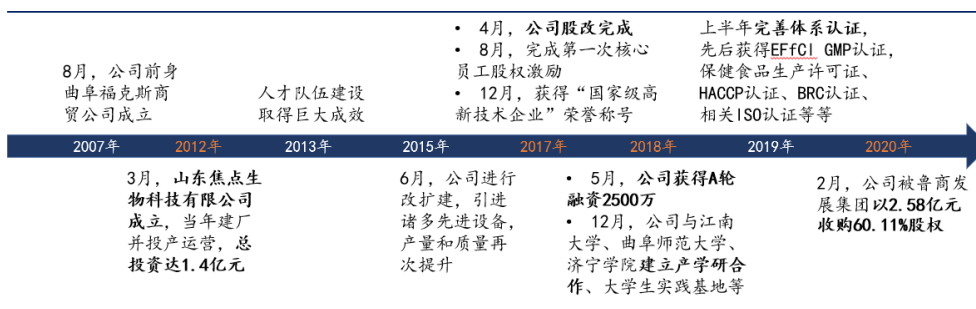 8月，公司前身
曲阜福克斯商
贸公司成立
人才队伍建设
取得巨大成效
• 4月，公司股改完成
• 8月，完成第一次核心
员工股权激励
• 12月，获得“国家级高
新技术企业”荣誉称号
上半年完善体系认证，
先后获得EFfCI GMP认证，
保健食品生产许可证、
HACCP认证、BRC认证、
相关ISO认证等等
2007年 2012年 2013年 2015年 2017年 2018年 2019年 2020年
3月，山东焦点生
物科技有限公司
成立，当年建厂
并投产运营，总
投资达1.4亿元
6月，公司进行
改扩建，引进
诸多先进设备，
产量和质量再
次提升
• 5月，公司获得A轮
融资2500万
• 12月，公司与江南
大学、曲阜师范大学、
济宁学院建立产学研合
作、大学生实践基地等
2月，公司被鲁商发
展集团以2.58亿元
收购60.11%股权